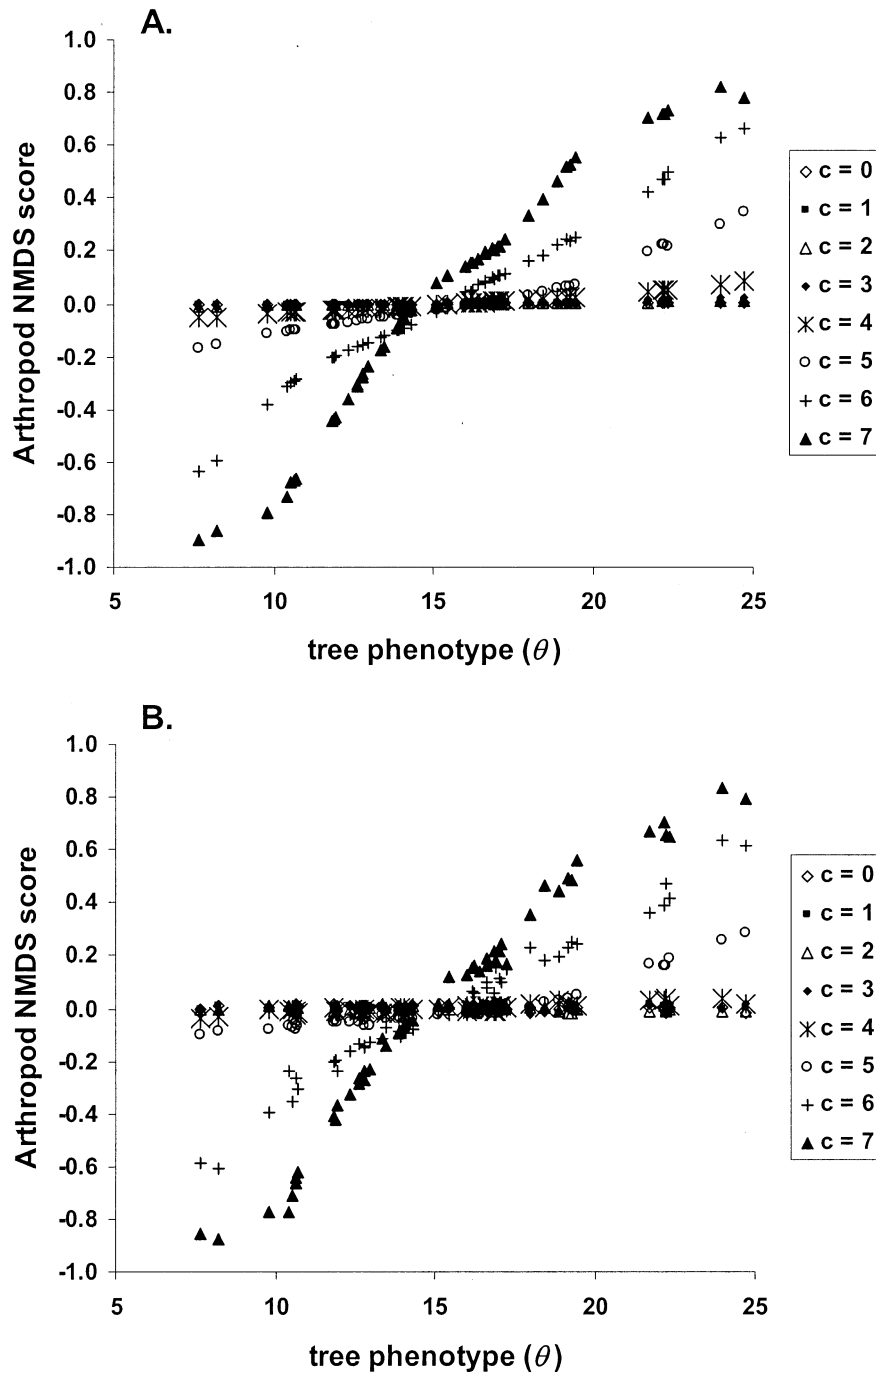 A.
1.0
0.8
0.6
0.4
0.2
0.0
-0.2
-0.4
-0.6
-0.8
-1.0
Arthropod NMDS score
5
10
15
20
25
tree phenotype (θ)
c = 0
c = 1
c = 2
c = 3
c = 4
c = 5
c = 6
c = 7
B.
1.0
0.8
0.6
0.4
0.2
0.0
-0.2
-0.4
-0.6
-0.8
-1.0
Arthropod NMDS score
5
10
15
20
25
tree phenotype (θ)
c = 0
c = 1
c = 2
c = 3
c = 4
c = 5
c = 6
c = 7